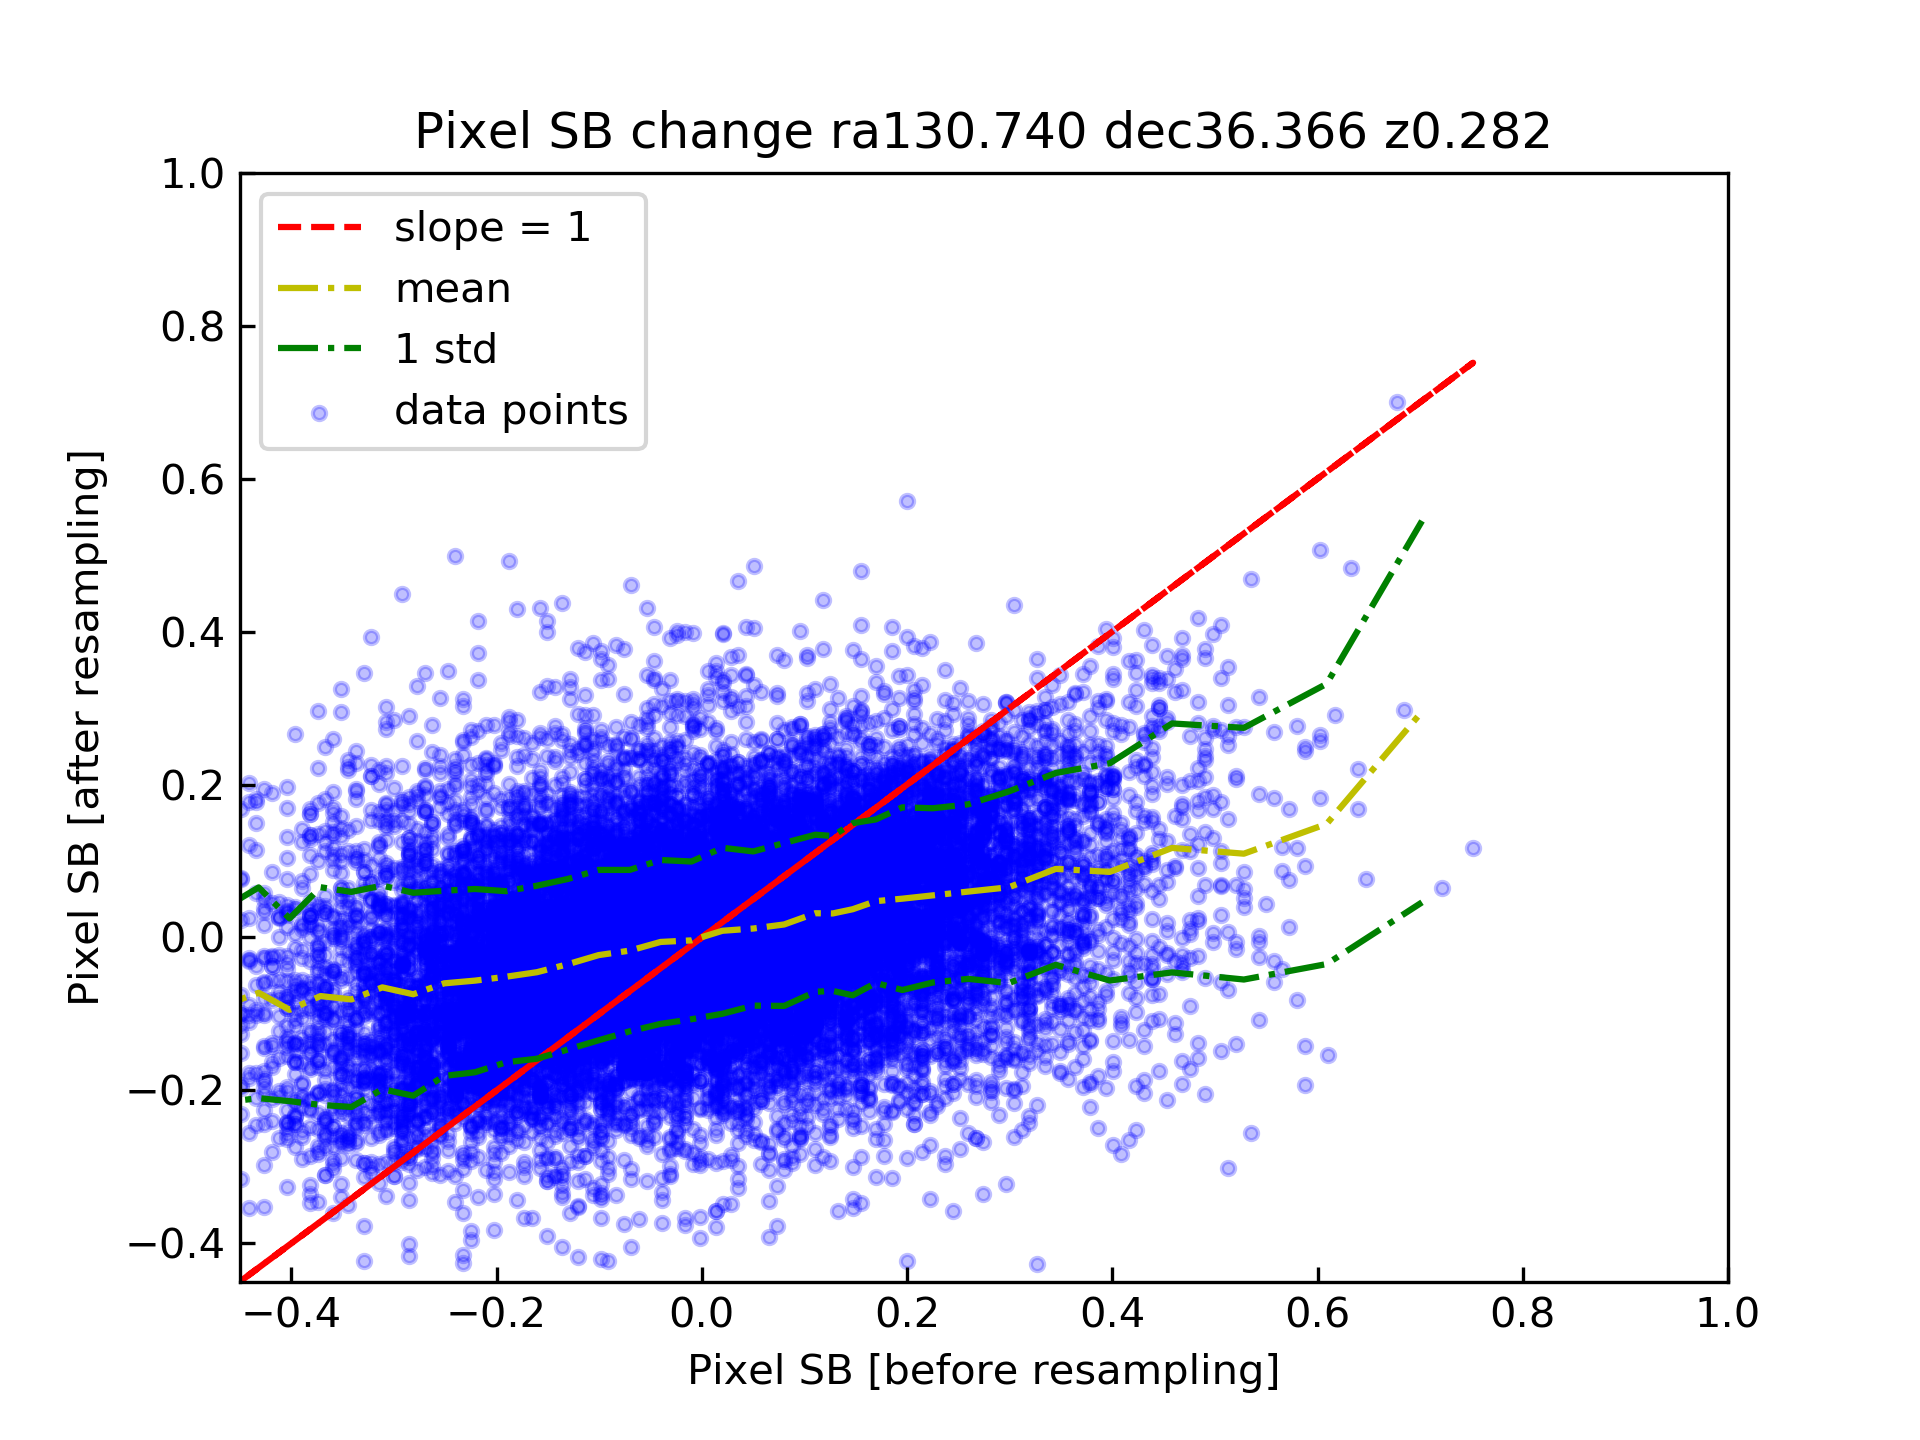 Pixel SB change ra130.740 dec36.366 z0.282
1.0
0.8
0.6
0.4
0.2
0.0
−0.2
−0.4
Pixel SB [after resampling]
slope = 1
mean
1 std
data points
−0.4 −0.2 0.0 0.2 0.4 0.6 0.8 1.0
Pixel SB [before resampling]